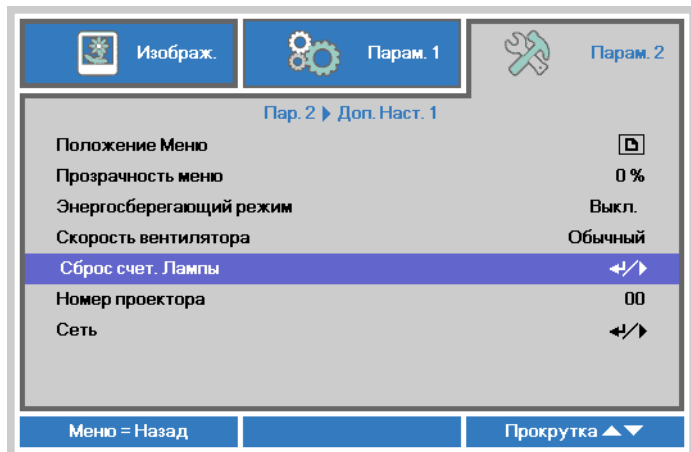 Изображ. Парам. 1 Парам. 2
Пар. 2 Доп. Наст. 1
Положение Меню
Прозрачность меню 0 %
Энергосберегающий режим Выкл.
Скорость вентилятора Обычный
Сброс счет. Лампы
Номер проектора 00
Сеть
Меню = Назад Прокрутка